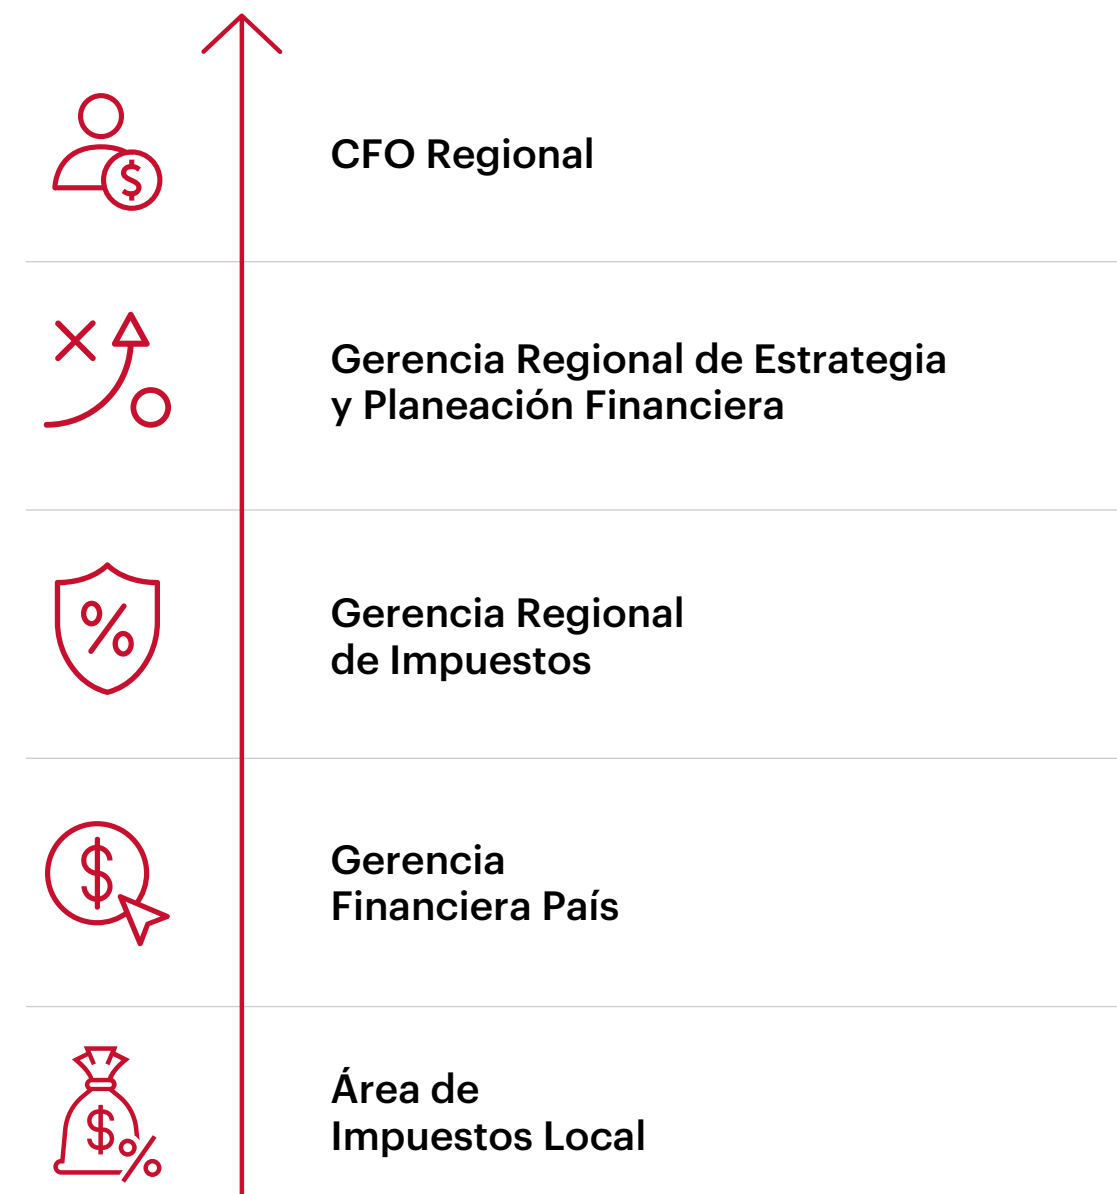 CFO Regional
Gerencia Regional de Estrategia
y Planeación Financiera
Gerencia Regional
de Impuestos
Gerencia
Financiera País
Área de
Impuestos Local